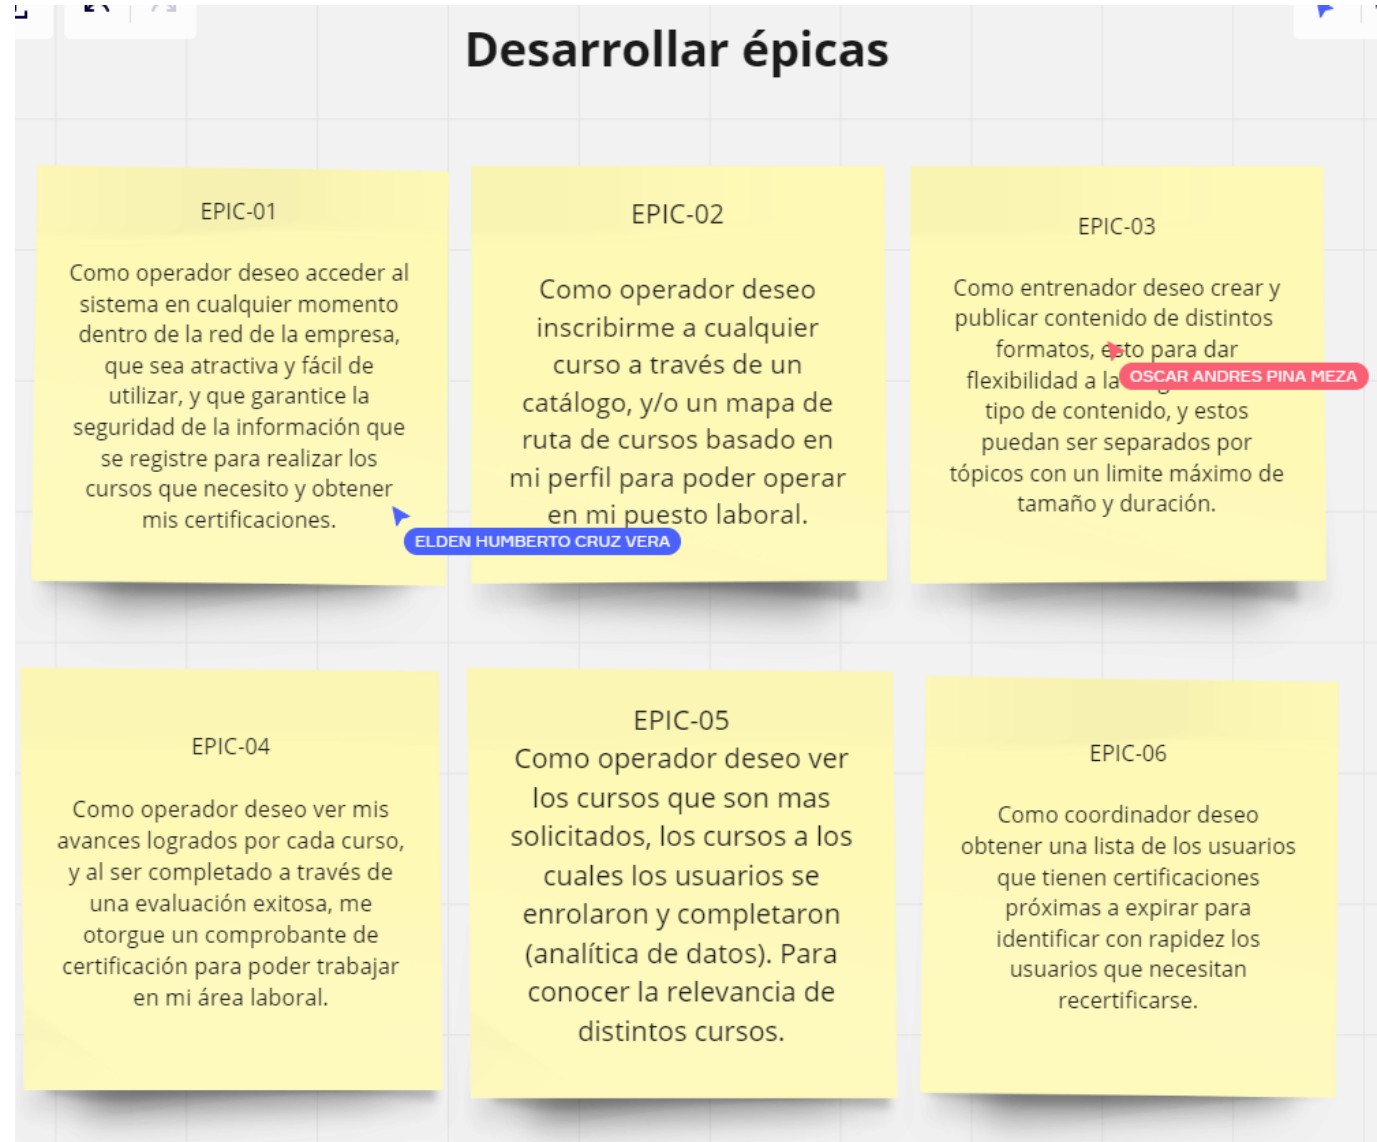 Desarrollar épicas
EPIC-01
Como operador deseo acceder al
sistema en cualquier momento
dentro de la red de la empresa,
que sea atractiva y fácil de
utilizar, y que garantice la
seguridad de la información que
se registre para realizar los
cursos que necesito y obtener
mis certificaciones.
ELDEN HUMBERTO CRUZ VERA
EPIC-02
Como operador deseo
inscribirme a cualquier
curso a través de un
catálogo, y/o un mapa de
ruta de cursos basado en
mi perfil para poder operar
en mi puesto laboral.
EPIC-03
Como entrenador deseo crear y
publicar contenido de distintos
formatos, esto para dar
flexibilidad a la
OSCAR ANDRES PINA MEZA
tipo de contenido, y estos
puedan ser separados por
tópicos con un limite máximo de
tamaño y duración.
EPIC-04
Como operador deseo ver mis
avances logrados por cada curso,
y al ser completado a través de
una evaluación exitosa, me
otorgue un comprobante de
certificación para poder trabajar
en mi área laboral.
EPIC-05
Como operador deseo ver
los cursos que son mas
solicitados, los cursos a los
cuales los usuarios se
enrolaron y completaron
(analítica de datos). Para
conocer la relevancia de
distintos cursos.
EPIC-06
Como coordinador deseo
obtener una lista de los usuarios
que tienen certificaciones
próximas a expirar para
identificar con rapidez los
usuarios que necesitan
recertificarse.